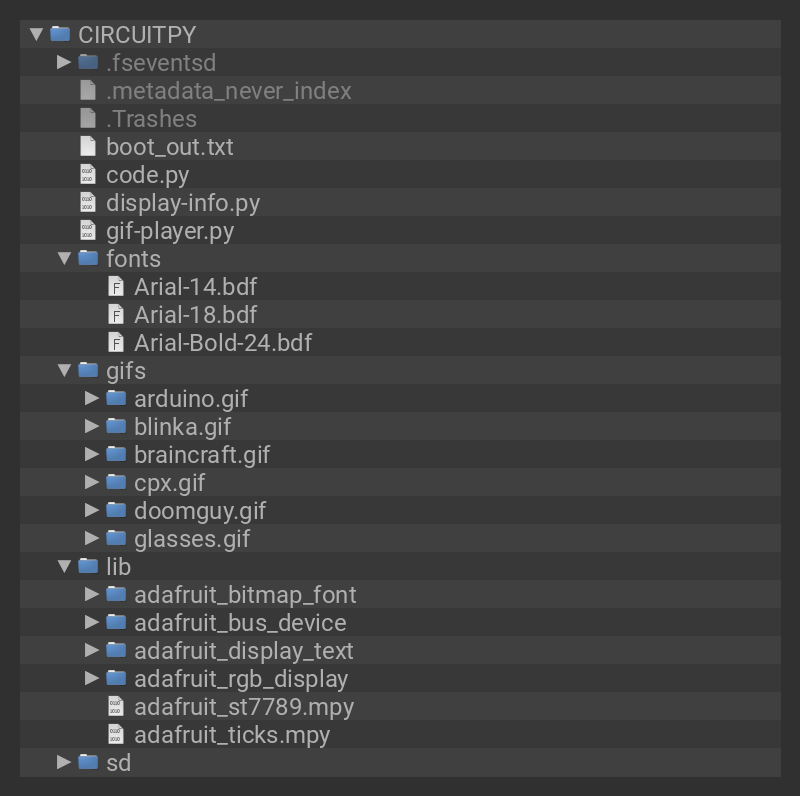 CIRCUITPY
.fseventsd
.metadata_never_index
.Trashes
boot_out.txt
code.py
display-info.py
gif-player.py
fonts
Arial-14.bdf
Arial-18.bdf
Arial-Bold-24.bdf
gifs
arduino.gif
blinka.gif
braincraft.gif
cpx.gif
doomguy.gif
glasses.gif
lib
adafruit_bitmap_font
adafruit_bus_device
adafruit_display_text
adafruit_rgb_display
adafruit_st7789.mpy
adafruit_ticks.mpy
sd